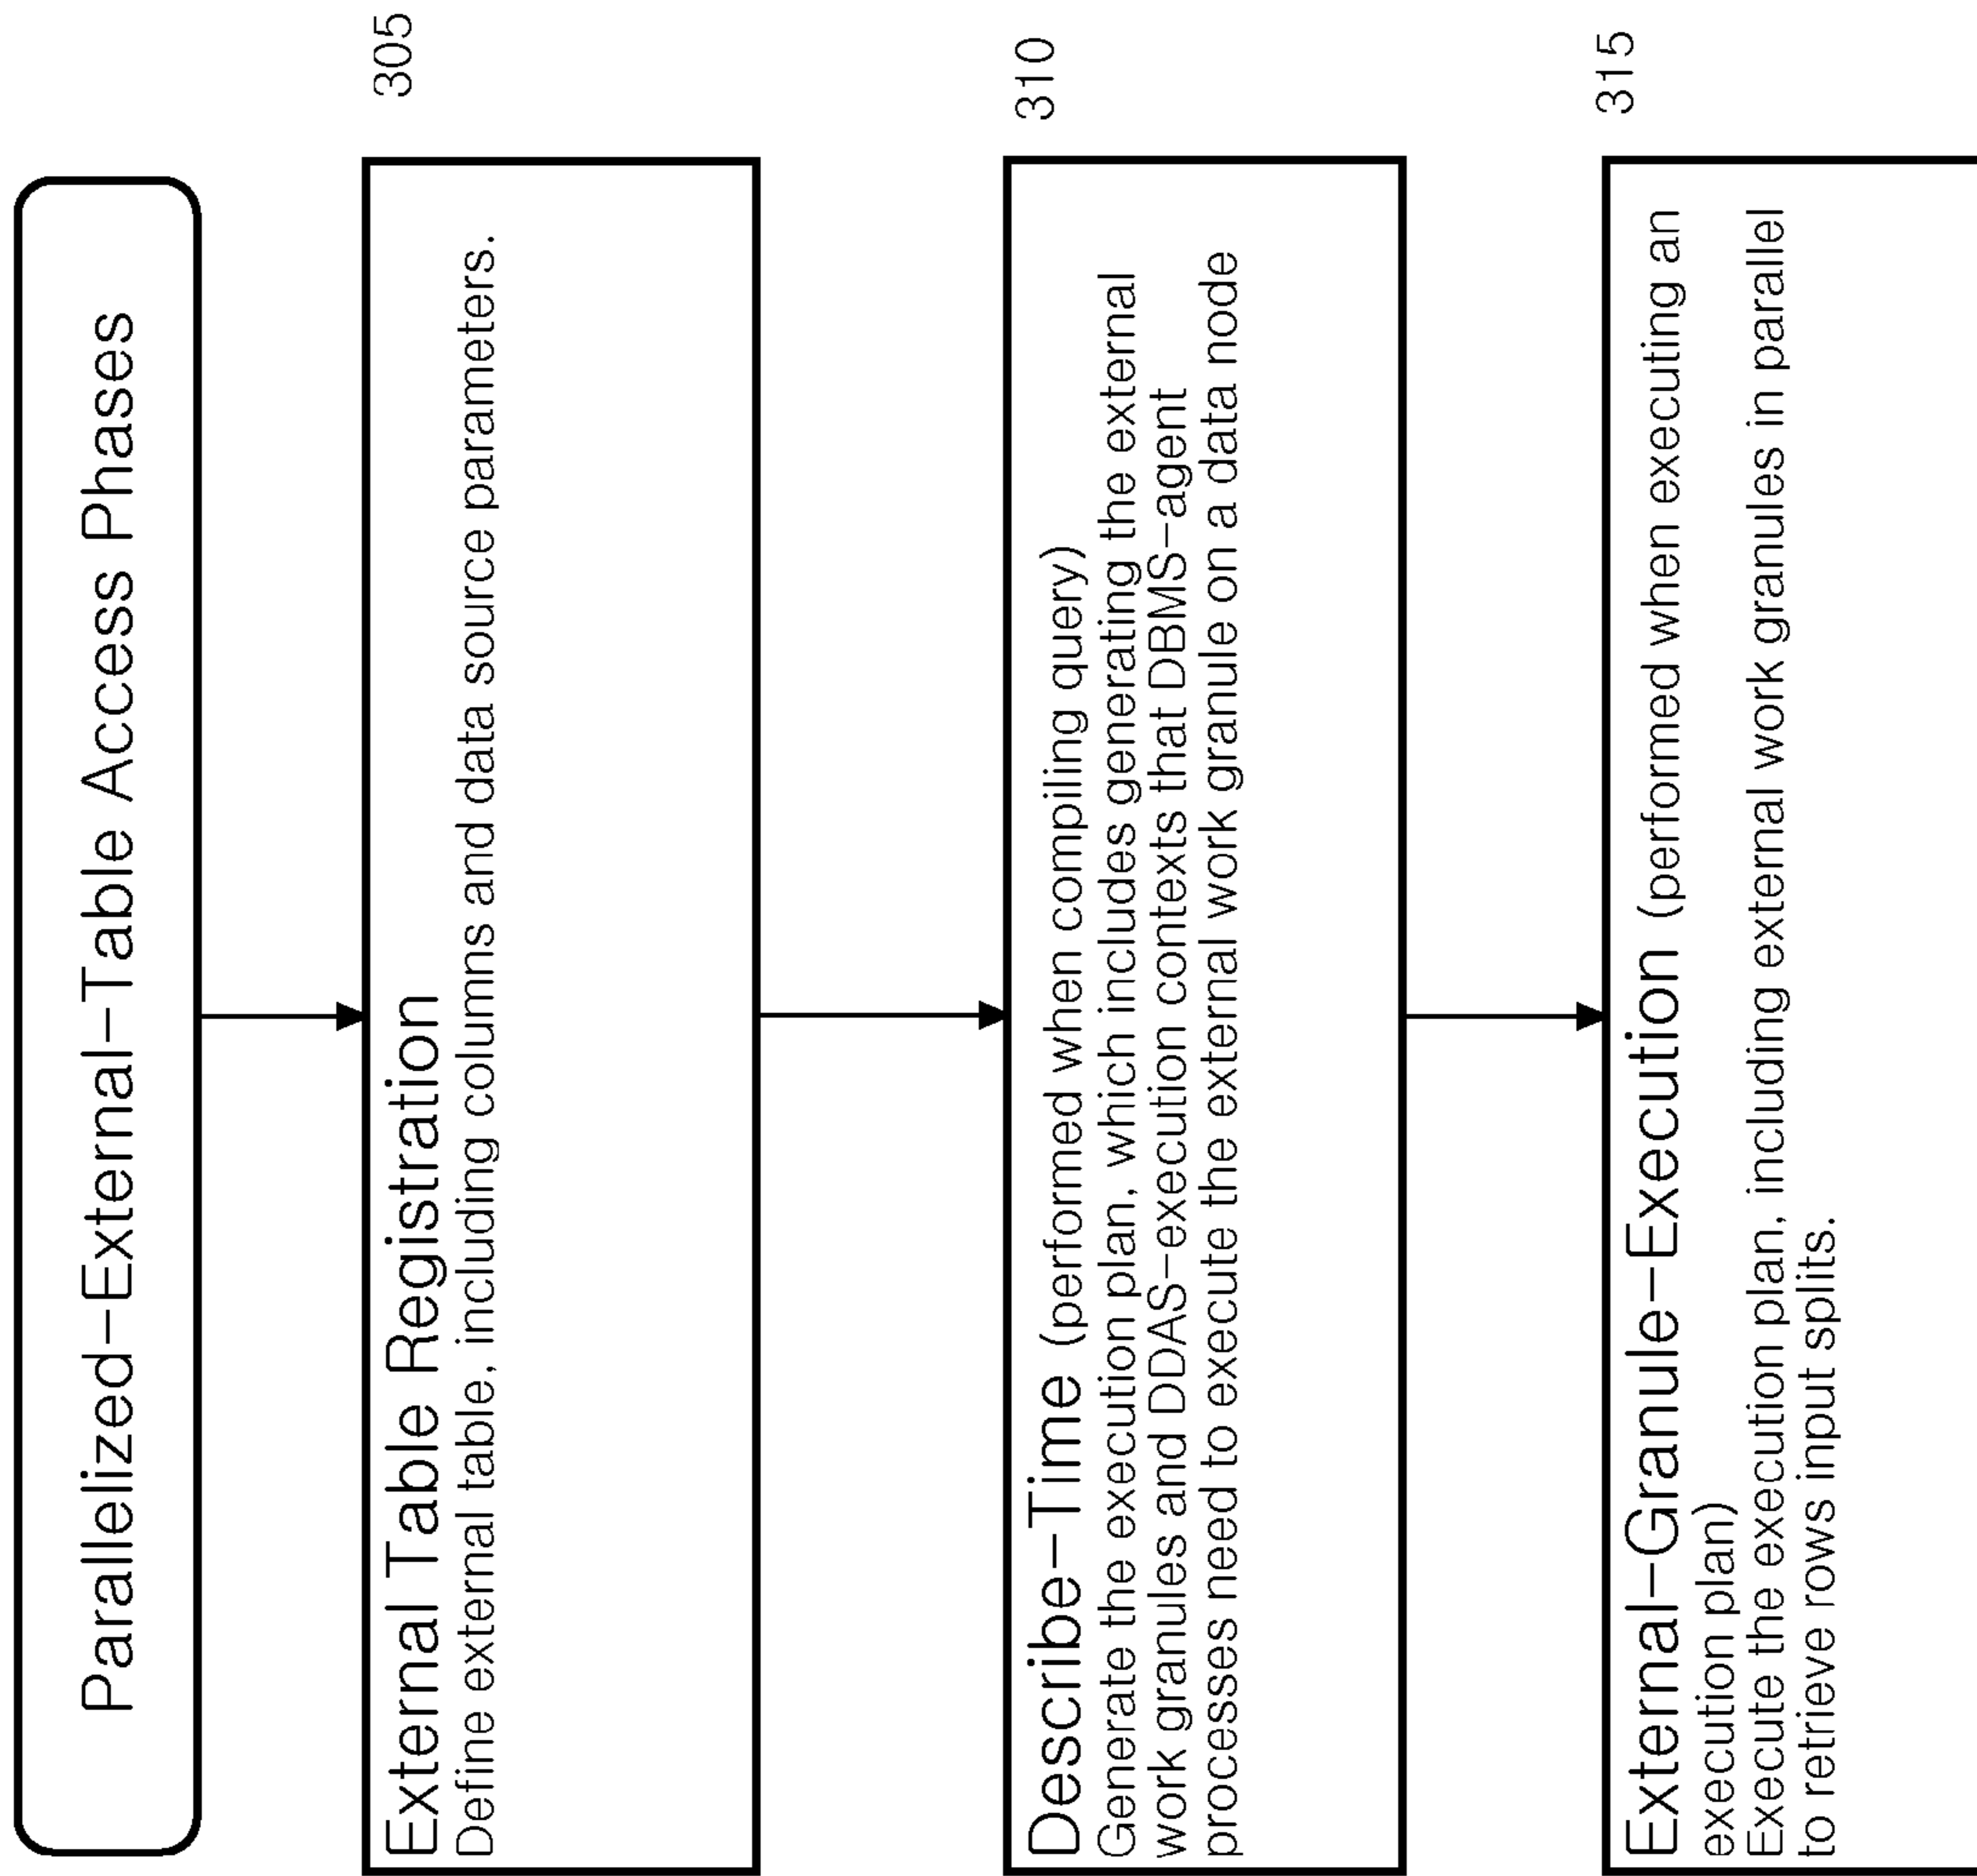 Parallelized-External-Table Access Phases
305
External Table Registration
Define external table, including columns and data source parameters.
310
Describe-Time (performed when compiling query)
Generate the execution plan, which includes generating the external
work granules and DDAS-execution contexts that DBMS-agent
processes need to execute the external work granule on a data node
315
External-Granule-Execution (performed when executing an
execution plan)
Execute the execution plan, including external work granules in parallel
to retrieve rows input splits.